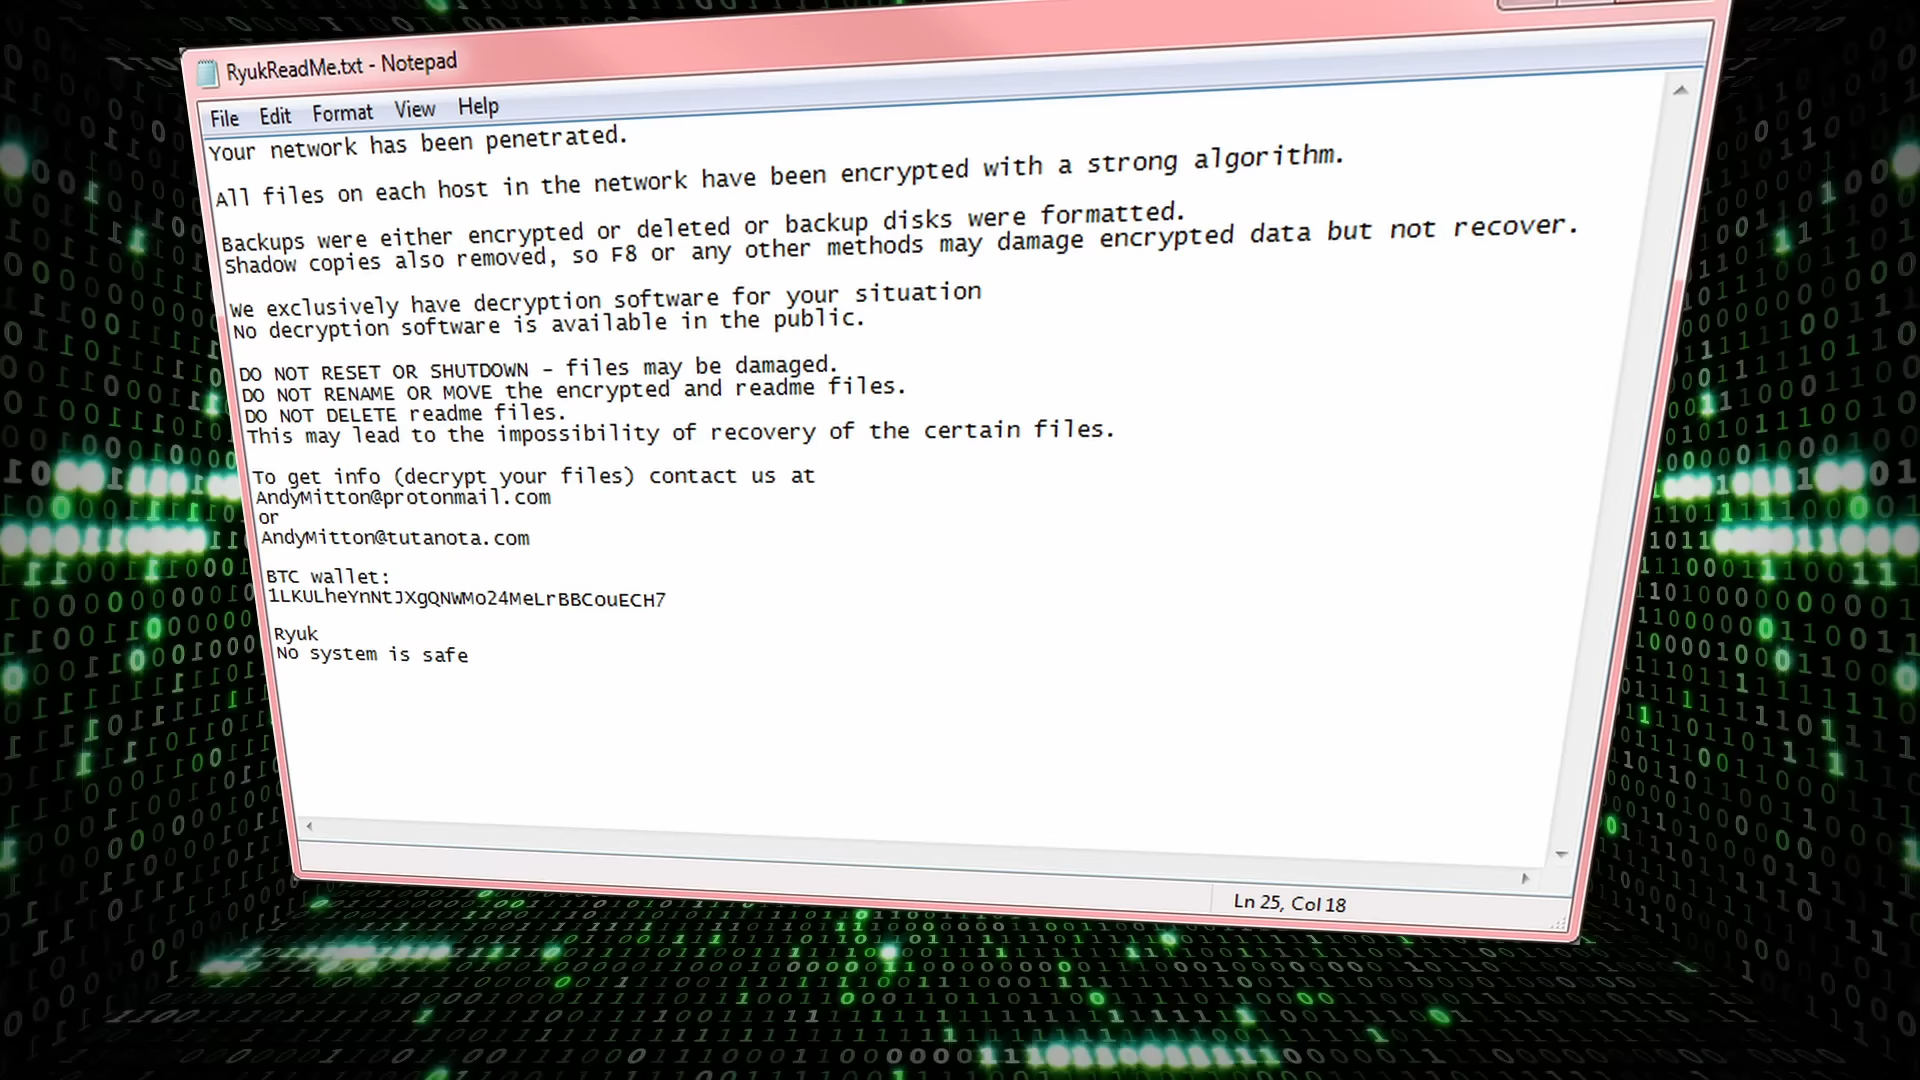 RyukReadMe.txt - Notepad
File Edit Format View Help
Your network has been penetrated.
All files on each host in the network have been encrypted with a strong algorithm.
Backups were either encrypted or deleted or backup disks were formatted.
Shadow copies also removed, so F8 or any other methods may damage encrypted data but not recover.
We exclusively have decryption software for your situation
No decryption software is available in the public.
DO NOT RESET OR SHUTDOWN - files may be damaged.
DO NOT RENAME OR MOVE the encrypted and readme files.
DO NOT DELETE readme files.
This may lead to the impossibility of recovery of the certain files.
To get info (decrypt your files) contact us at
AndyMitton@protonmail.com
or
AndyMitton@tutanota.com
BTC wallet:
1LKULheYnNtJXgQNWMo24MeLrBBCouECH7
Ryuk
No system is safe
Ln 25, Col 18